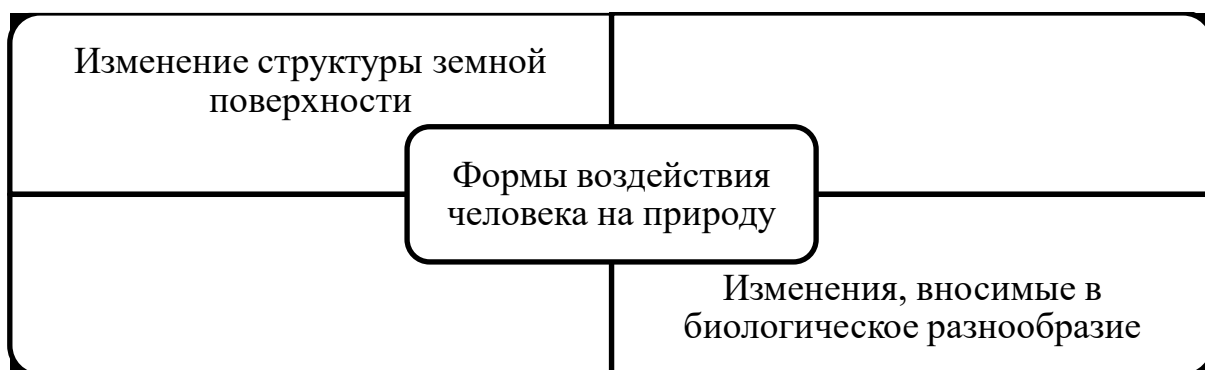 Изменение структуры земной
поверхности
Формы воздействия
человека на природу
Изменения, вносимые в
биологическое разнообразие